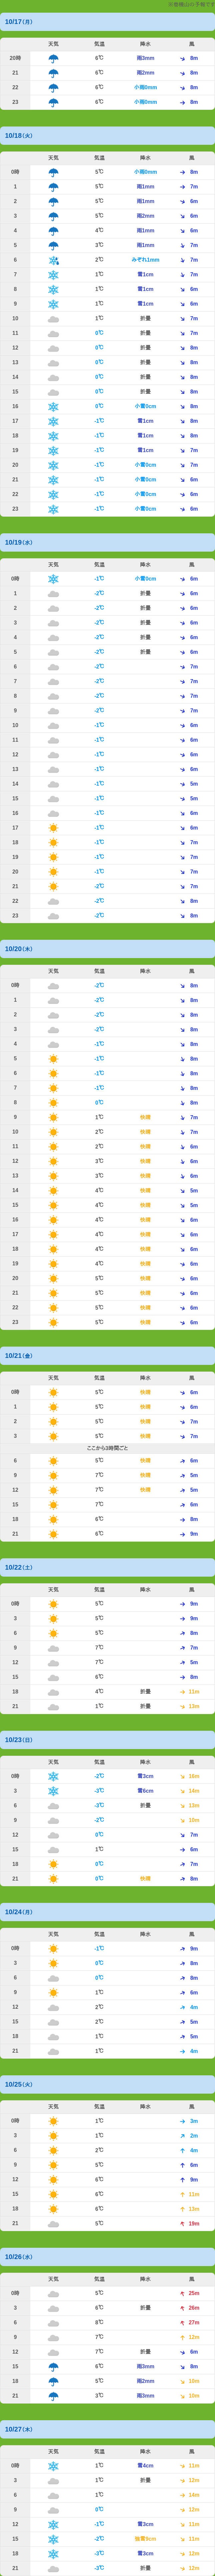 10/17(月)
天気 気温 降水 風
20時 6℃ 雨3mm 8m
21 6℃ 雨2mm 8m
22 6℃ 小雨0mm 8m
23 6℃ 小雨0mm 8m
10/18(火)
天気 気温 降水 風
0時 5℃ 小雨0mm 8m
1 5℃ 雨1mm 7m
2 5℃ 雨1mm 6m
3 5℃ 雨2mm 6m
4 4℃ 雨1mm 6m
5 3℃ 雨1mm 7m
6 2℃ みぞれ1mm 7m
7 1℃ 雪1cm 7m
8 1℃ 雪1cm 6m
9 1℃ 雪1cm 6m
10 1℃ 折曇 7m
11 0℃ 折曇 7m
12 0℃ 折曇 8m
13 0℃ 折曇 8m
14 0℃ 折曇 8m
15 0℃ 折曇 8m
16 0℃ 小雪0cm 8m
17 -1℃ 雪1cm 8m
18 -1℃ 雪1cm 8m
19 -1℃ 雪1cm 7m
20 -1℃ 小雪0cm 7m
21 -1℃ 小雪0cm 6m
22 -1℃ 小雪0cm 6m
23 -1℃ 小雪0cm 6m
10/19(水)
天気 気温 降水 風
0時 -1℃ 小雪0cm 6m
1 -2℃ 折曇 6m
2 -2℃ 折曇 6m
3 -2℃ 折曇 6m
4 -2℃ 折曇 6m
5 -2℃ 折曇 6m
6 -2℃ 7m
7 -2℃ 7m
8 -2℃ 7m
9 -2℃ 7m
10 -1℃ 6m
11 -1℃ 6m
12 -1℃ 6m
13 -1℃ 6m
14 -1℃ 5m
15 -1℃ 5m
16 -1℃ 6m
17 -1℃ 6m
18 -1℃ 7m
19 -1℃ 7m
20 -1℃ 7m
21 -2℃ 7m
22 -2℃ 8m
23 -2℃ 8m
10/20(木)
天気 気温 降水 風
0時 -2℃ 8m
1 -2℃ 8m
2 -2℃ 8m
3 -2℃ 8m
4 -1℃ 8m
5 -1℃ 8m
6 -1℃ 8m
7 -1℃ 8m
8 0℃ 8m
9 1℃ 快晴 7m
10 2℃ 快晴 7m
11 2℃ 快晴 6m
12 3℃ 快晴 6m
13 3℃ 快晴 6m
14 4℃ 快晴 5m
15 4℃ 快晴 5m
16 4℃ 快晴 6m
17 4℃ 快晴 6m
18 4℃ 快晴 6m
19 4℃ 快晴 6m
20 5℃ 快晴 6m
21 5℃ 快晴 6m
22 5℃ 快晴 6m
23 5℃ 快晴 6m
10/21(金)
天気 気温 降水 風
0時 5℃ 快晴 6m
1 5℃ 快晴 6m
2 5℃ 快晴 7m
3 5℃ 快晴 7m
ここから3時間ごと
6 5℃ 快晴 6m
9 7℃ 快晴 5m
12 7℃ 快晴 5m
15 7℃ 6m
18 6℃ 8m
21 6℃ 9m
10/22(土)
天気 気温 降水 風
0時 5℃ 9m
3 5℃ 9m
6 5℃ 8m
9 7℃ 7m
12 7℃ 5m
15 6℃ 8m
18 4℃ 折曇 11m
21 1℃ 折曇 13m
10/23(日)
天気 気温 降水 風
0時 -2℃ 雪3cm 16m
3 -3℃ 雪6cm 14m
6 -3℃ 折曇 13m
9 -2℃ 10m
12 0℃ 7m
15 1℃ 6m
18 0℃ 7m
21 0℃ 快晴 8m
10/24(月)
天気 気温 降水 風
0時 -1℃ 9m
3 0℃ 8m
6 0℃ 8m
9 1℃ 6m
12 2℃ 4m
15 2℃ 5m
18 1℃ 5m
21 1℃ 4m
10/25(火)
天気 気温 降水 風
0時 1℃ 3m
3 1℃ 2m
6 2℃ 4m
9 5℃ 6m
12 6℃ 9m
15 6℃ 11m
18 6℃ 13m
21 5℃ 19m
10/26(水)
天気 気温 降水 風
0時 5℃ 25m
3 6℃ 折曇 26m
6 8℃ 27m
9 7℃ 12m
12 7℃ 折曇 6m
15 6℃ 雨3mm 8m
18 5℃ 雨2mm 10m
21 3℃ 雨3mm 10m
10/27(木)
天気 気温 降水 風
0時 1℃ 雪4cm 11m
3 1℃ 折曇 12m
6 1℃ 14m
9 0℃ 12m
12 -1℃ 雪3cm 11m
15 -2℃ 強雪8cm 11m
18 -3℃ 雪3cm 12m
21 -3℃ 折曇 12m